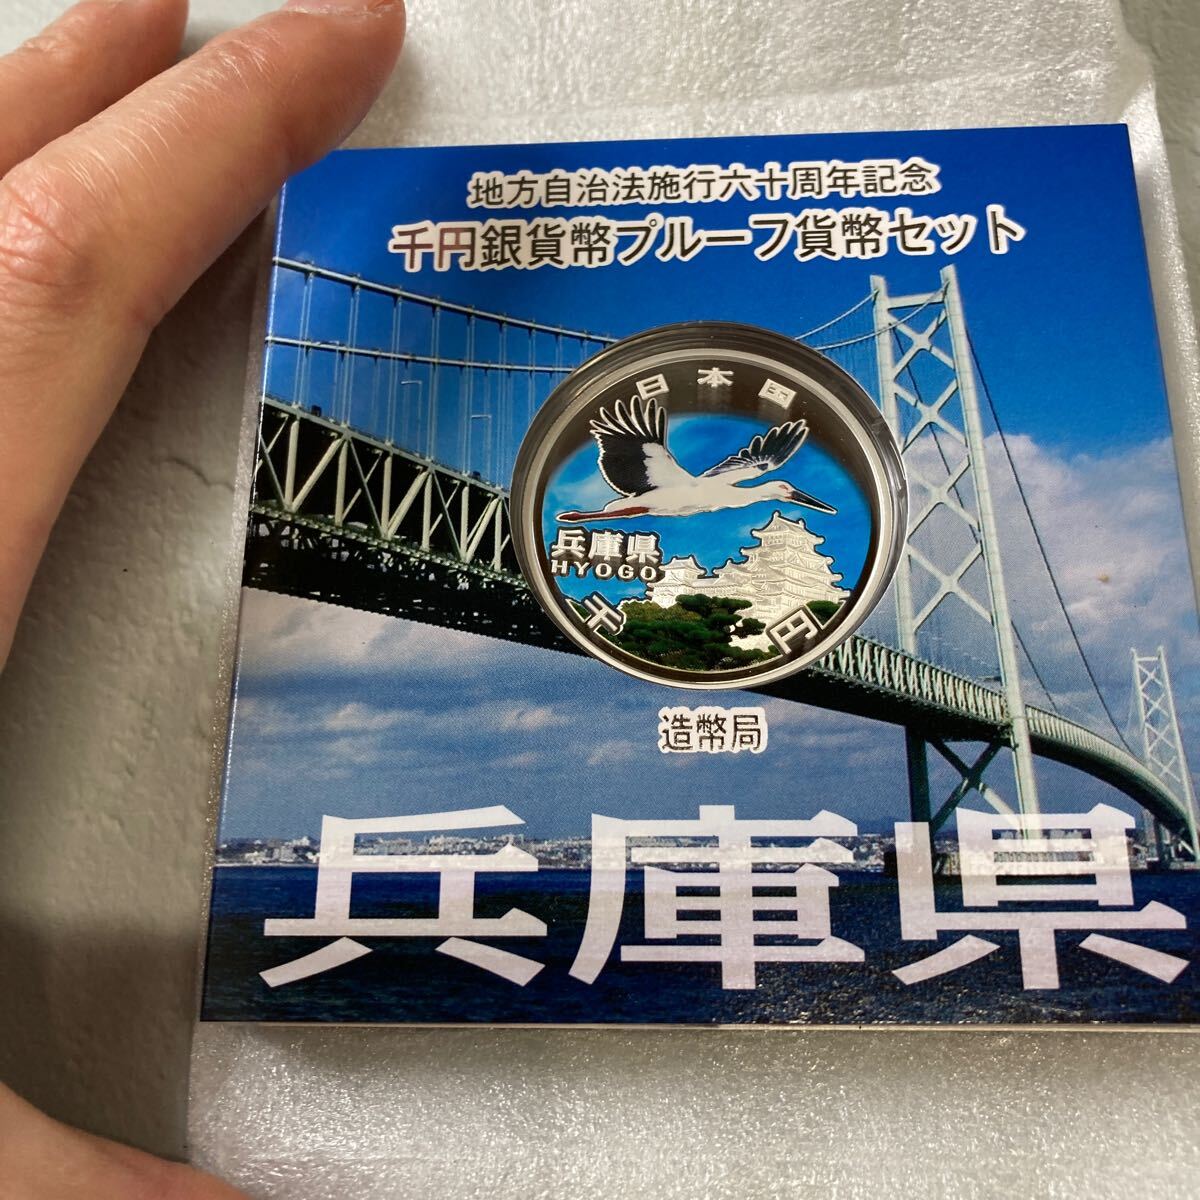 地方自治法施行六十周年記念
千円銀貨幣プルーフ貨幣セット
日本国
兵庫県
HYOGO
千円
造幣局
兵庫県